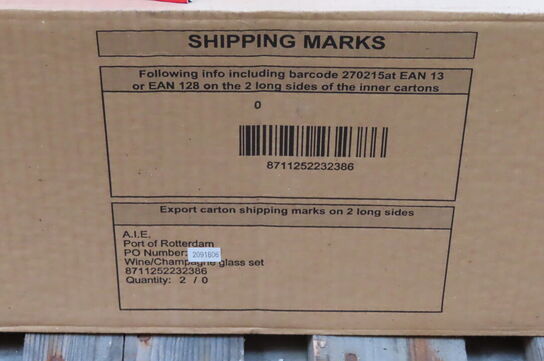 SHIPPING MARKS
Following info including barcode 270215at EAN 13
or EAN 128 on the 2 long sides of the inner cartons
0
8711252232386
Export carton shipping marks on 2 long sides
A.I.E.
Port of Rotterdam
PO Number: 2091806
Wine/Champagne glass set
8711252232386
Quantity: 2 / 0